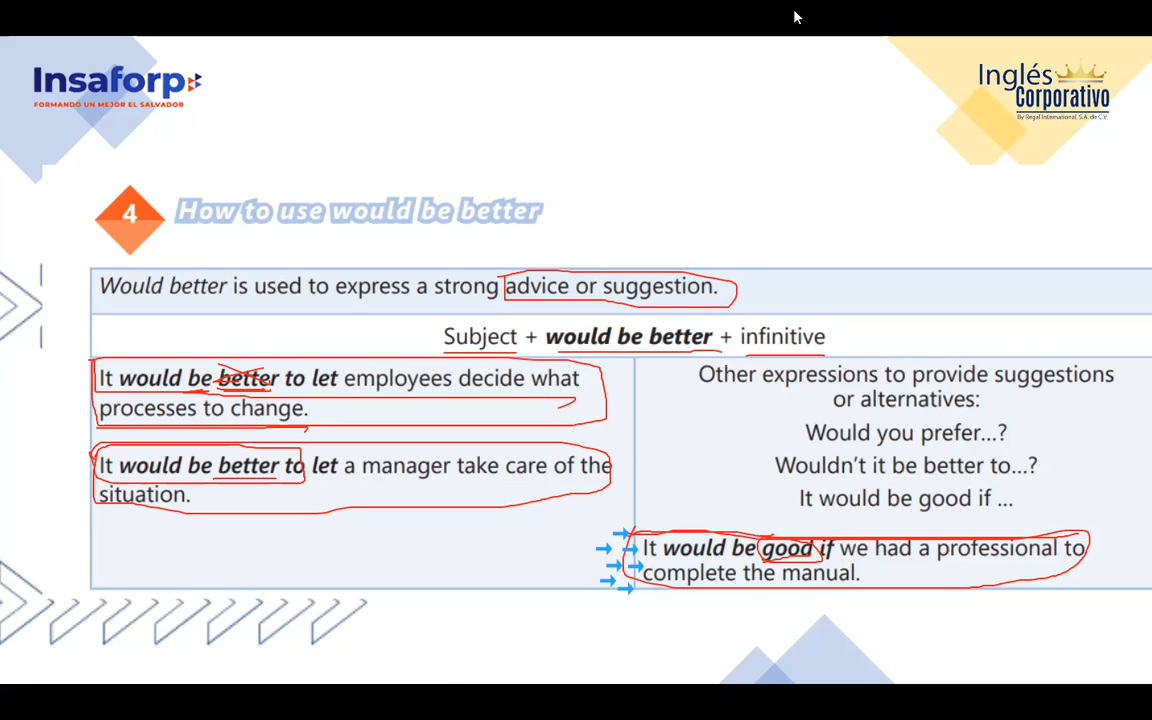 Insaforp
FORMANDO UN MEJOR EL SALVADOR
Inglés
Corporativo
By Regal International, S.A. de C.V.
4
How to use would be better
Would better is used to express a strong advice or suggestion.
Subject + would be better + infinitive
It would be better to let employees decide what
processes to change.
It would be better to let a manager take care of the
situation.
Other expressions to provide suggestions
or alternatives:
Would you prefer...?
Wouldn't it be better to...?
It would be good if ...
It would be good if we had a professional to
complete the manual.